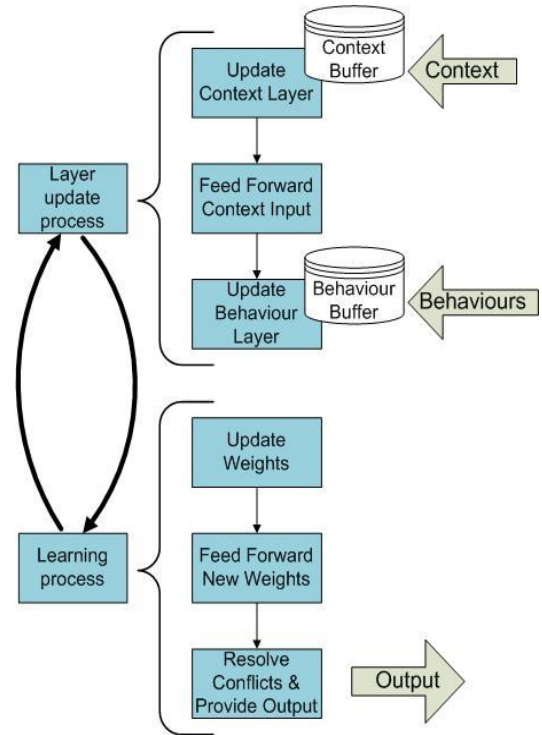 Context
Buffer
Update
Context Layer
Context
Layer
update
process
Feed Forward
Context Input
Update
Behaviour
Layer
Behaviour
Buffer
Behaviours
Update
Weights
Learning
process
Feed Forward
New Weights
Resolve
Conflicts &
Provide Output
Output